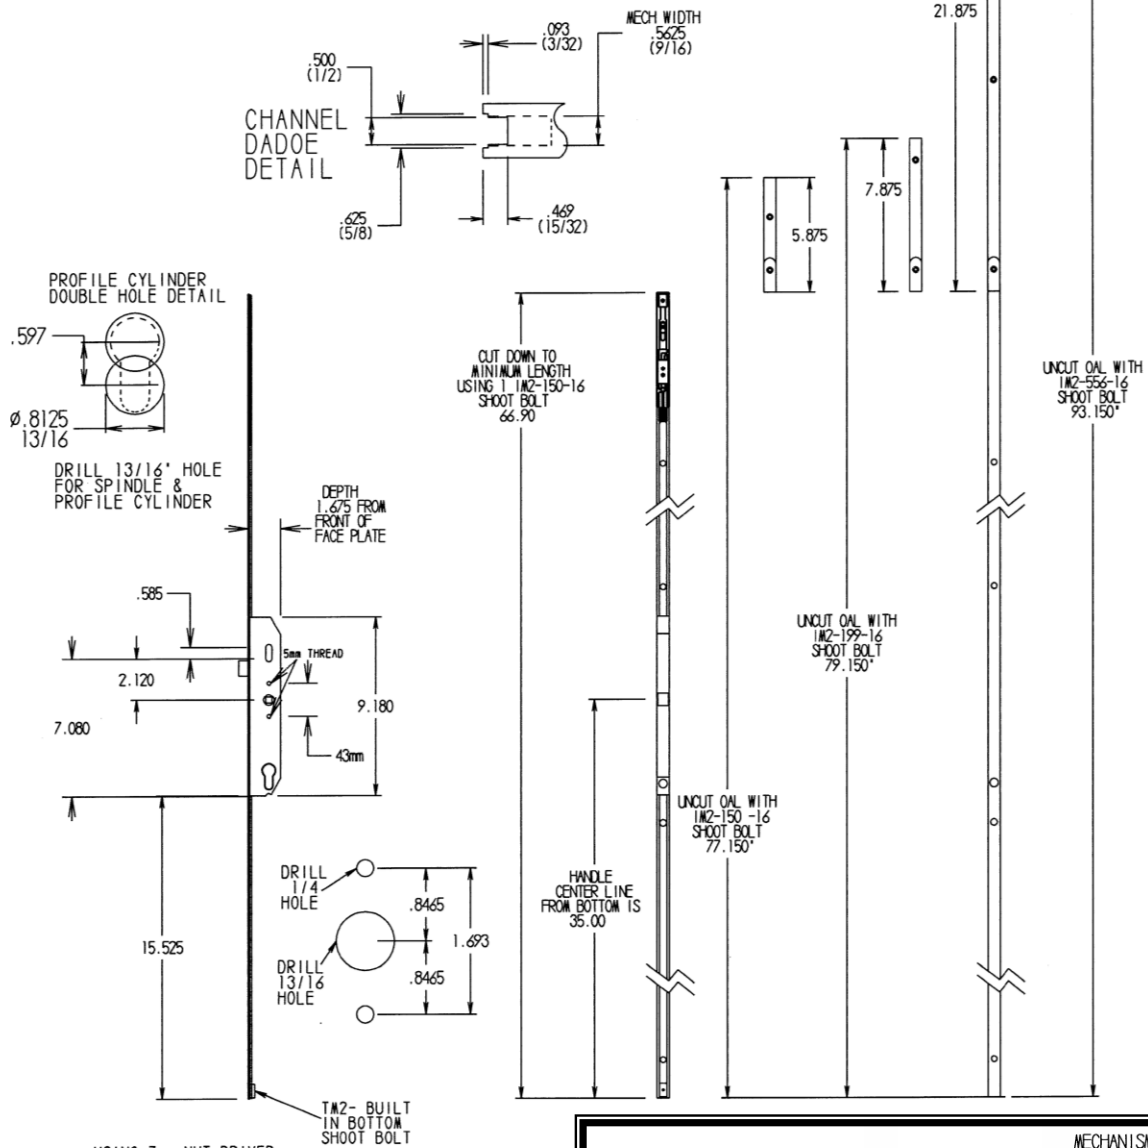 .093
(3/32)
MECH WIDTH
.5625
(9/16)
21.875
.500
(1/2)
CHANNEL
DADOE
DETAIL
.625
(5/8)
.469
(15/32)
7.875
5.875
PROFILE CYLINDER
DOUBLE HOLE DETAIL
.597
Ø.8125
13/16
DRILL 13/16" HOLE
FOR SPINDLE &
PROFILE CYLINDER
CUT DOWN TO
MINIMUM LENGTH
USING 1 IM2-150-16
SHOOT BOLT
66.90
UNCUT OAL WITH
IM2-556-16
SHOOT BOLT
93.150"
DEPTH
1.675 FROM
FRONT OF
FACE PLATE
.585
5mm THREAD
2.120
7.080
9.180
43mm
UNCUT OAL WITH
IM2-199-16
SHOOT BOLT
79.150"
UNCUT OAL WITH
IM2-150 -16
SHOOT BOLT
77.150"
HANDLE
CENTER LINE
FROM BOTTOM IS
35.00
DRILL
1/4
HOLE
.8465
1.693
DRILL
13/16
HOLE
.8465
15.525
TM2- BUILT
IN BOTTOM
SHOOT BOLT